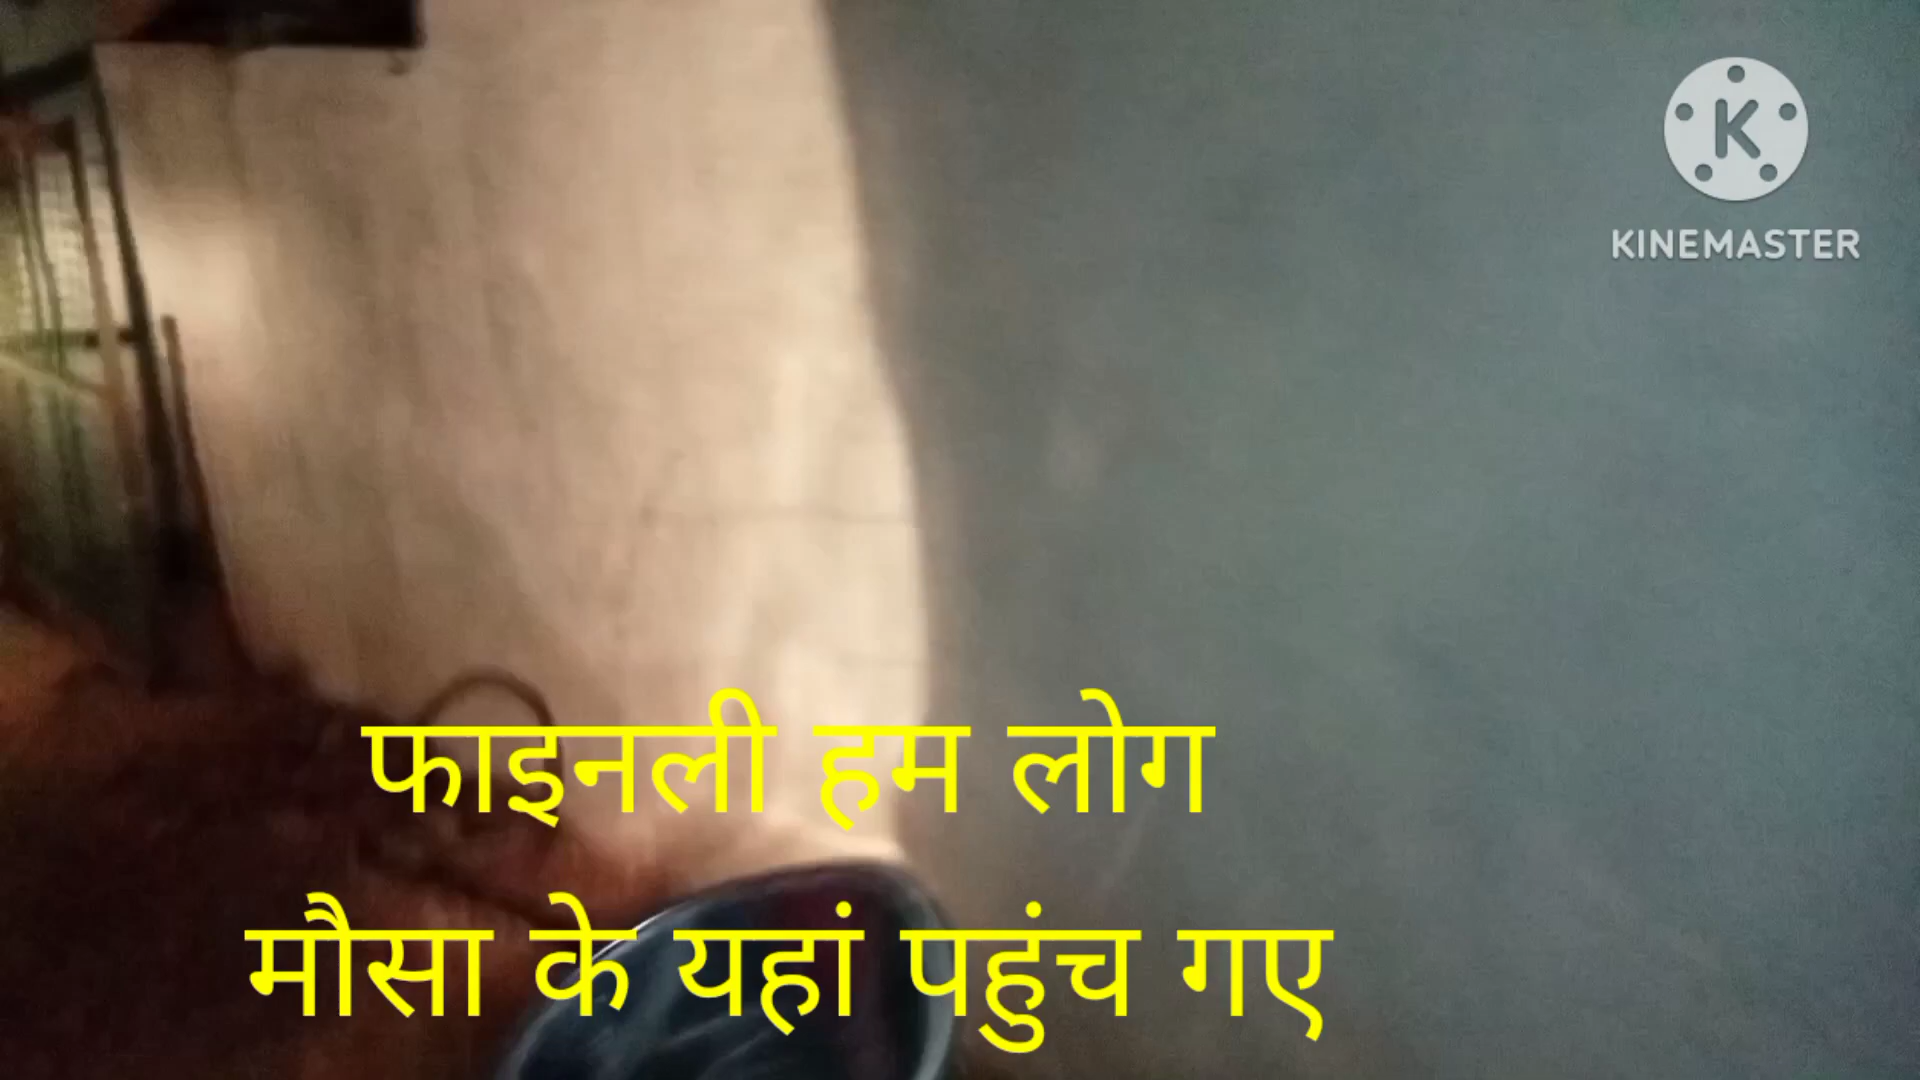 K
KINEMASTER
फाइनली हम लोग
मौसा के यहां पहुंच गए